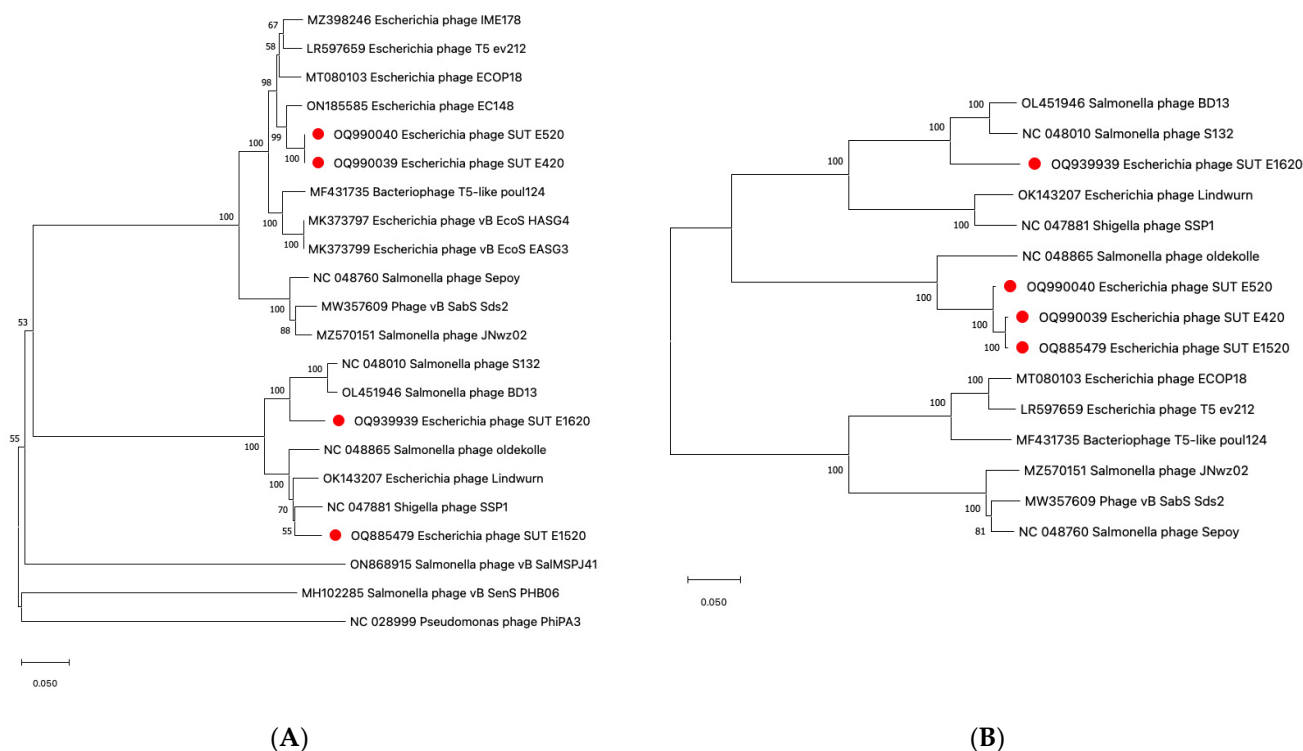 MZ398246 Escherichia phage IME178
67
LR597659 Escherichia phage T5 ev212
58
MT080103 Escherichia phage ECOP18
98
ON185585 Escherichia phage EC148
99
OQ990040 Escherichia phage SUT E520
100
100
OQ990039 Escherichia phage SUT E420
MF431735 Bacteriophage T5-like poul124
100
MK373797 Escherichia phage vB EcoS HASG4
100
100
MK373799 Escherichia phage vB EcoS EASG3
NC 048760 Salmonella phage Sepoy
100
MW357609 Phage vB SabS Sds2
88
MZ570151 Salmonella phage JNwz02
53
NC 048010 Salmonella phage S132
100
OL451946 Salmonella phage BD13
100
OQ939939 Escherichia phage SUT E1620
100
55
NC 048865 Salmonella phage oldekolle
100
OK143207 Escherichia phage Lindwurn
70
NC 047881 Shigella phage SSP1
55
OQ885479 Escherichia phage SUT E1520
ON868915 Salmonella phage vB SalMSPJ41
MH102285 Salmonella phage vB SenS PHB06
NC 028999 Pseudomonas phage PhiPA3
0.050
(A)
100
OL451946 Salmonella phage BD13
100
NC 048010 Salmonella phage S132
100
OQ939939 Escherichia phage SUT E1620
OK143207 Escherichia phage Lindwurn
100
NC 047881 Shigella phage SSP1
NC 048865 Salmonella phage oldekolle
OQ990040 Escherichia phage SUT E520
100
OQ990039 Escherichia phage SUT E420
100
OQ885479 Escherichia phage SUT E1520
MT080103 Escherichia phage ECOP18
100
LR597659 Escherichia phage T5 ev212
100
MF431735 Bacteriophage T5-like poul124
100
MZ570151 Salmonella phage JNwz02
100
MW357609 Phage vB SabS Sds2
81
NC 048760 Salmonella phage Sepoy
0.050
(B)